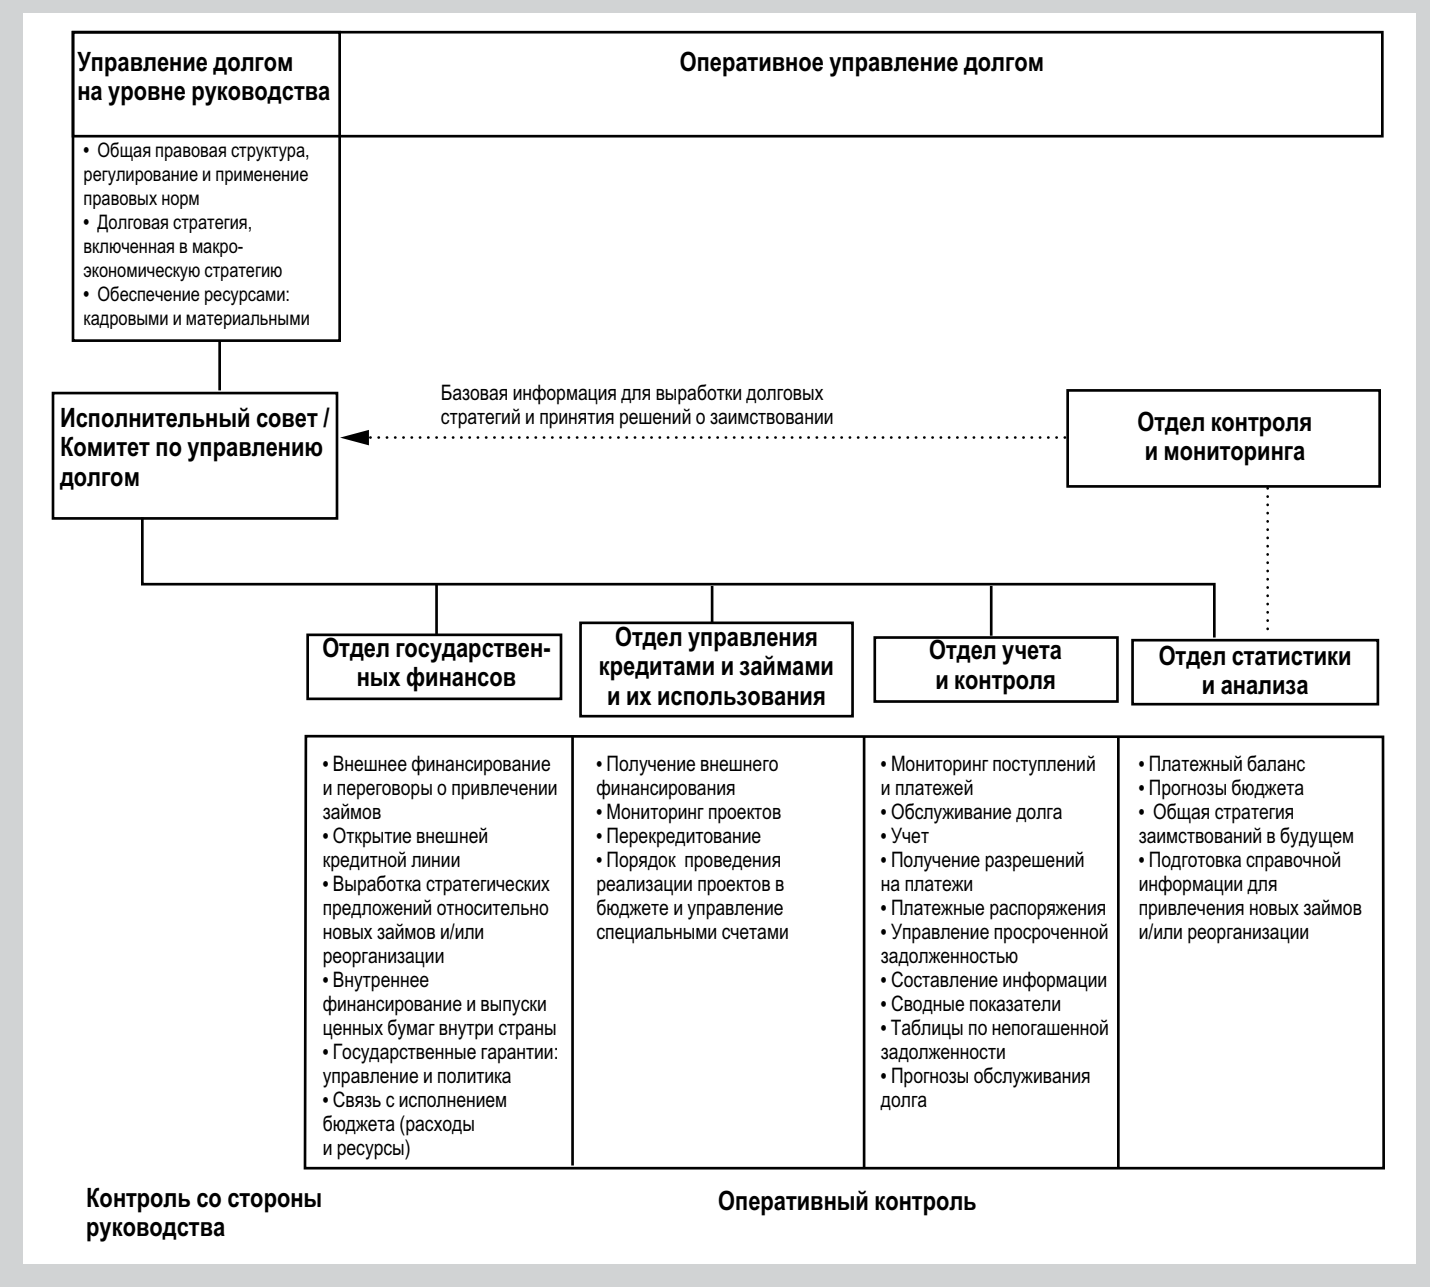 Управление долгом
на уровне руководства
Оперативное управление долгом
• Общая правовая структура,
регулирование и применение
правовых норм
• Долговая стратегия,
включенная в макро-
экономическую стратегию
• Обеспечение ресурсами:
кадровыми и материальными
Исполнительный совет /
Комитет по управлению
долгом
Базовая информация для выработки долговых
стратегий и принятия решений о заимствовании
Отдел контроля
и мониторинга
Отдел государствен-
ных финансов
Отдел управления
кредитами и займами
и их использования
Отдел учета
и контроля
Отдел статистики
и анализа
• Внешнее финансирование
и переговоры о привлечении
займов
• Открытие внешней
кредитной линии
• Выработка стратегических
предложений относительно
новых займов и/или
реорганизации
• Внутреннее
финансирование и выпуски
ценных бумаг внутри страны
• Государственные гарантии:
управление и политика
• Связь с исполнением
бюджета (расходы
и ресурсы)
• Получение внешнего
финансирования
• Мониторинг проектов
• Перекредитование
• Порядок проведения
реализации проектов в
бюджете и управление
специальными счетами
• Мониторинг поступлений
и платежей
• Обслуживание долга
• Учет
• Получение разрешений
на платежи
• Платежные распоряжения
• Управление просроченной
задолженностью
• Составление информации
• Сводные показатели
• Таблицы по непогашенной
задолженности
• Прогнозы обслуживания
долга
• Платежный баланс
• Прогнозы бюджета
• Общая стратегия
заимствований в будущем
• Подготовка справочной
информации для
привлечения новых займов
и/или реорганизации
Контроль со стороны
руководства
Оперативный контроль